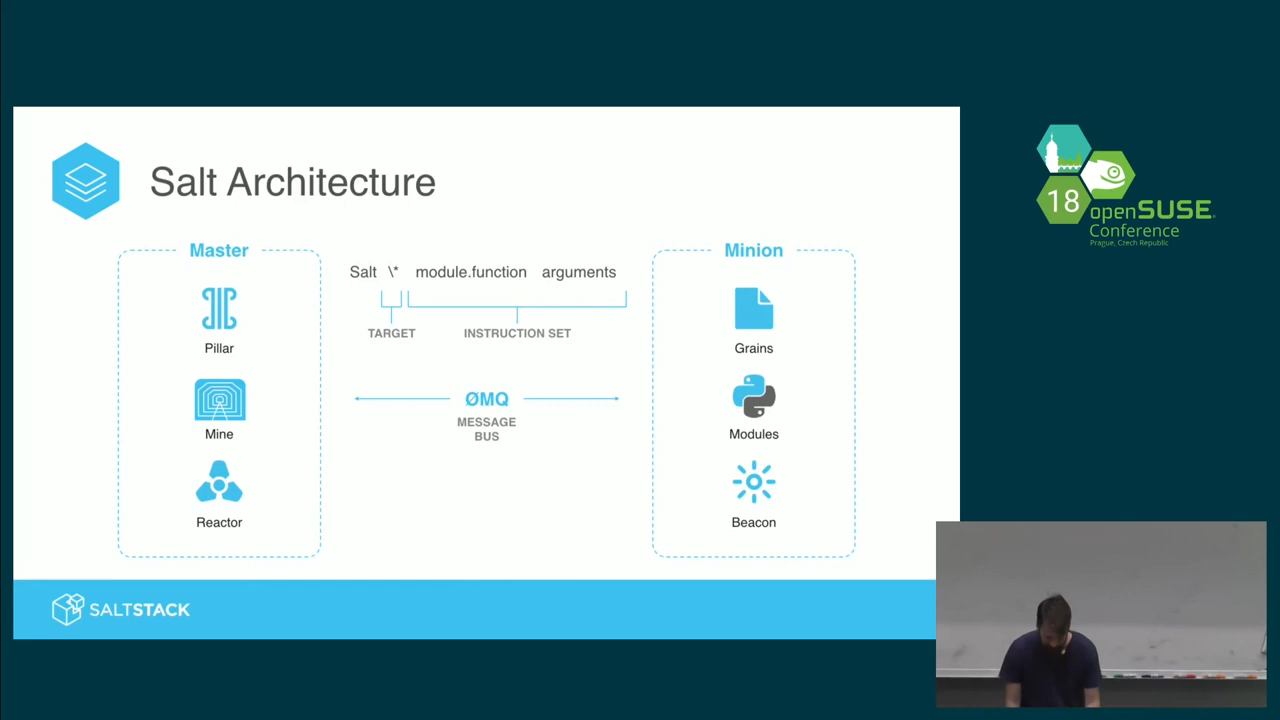 Salt Architecture
Master
Pillar
Mine
Reactor
Salt \* module.function arguments
TARGET INSTRUCTION SET
ØMQ
MESSAGE
BUS
Minion
Grains
Modules
Beacon
SALTSTACK
18
openSUSE
Conference
Prague, Czech Republic